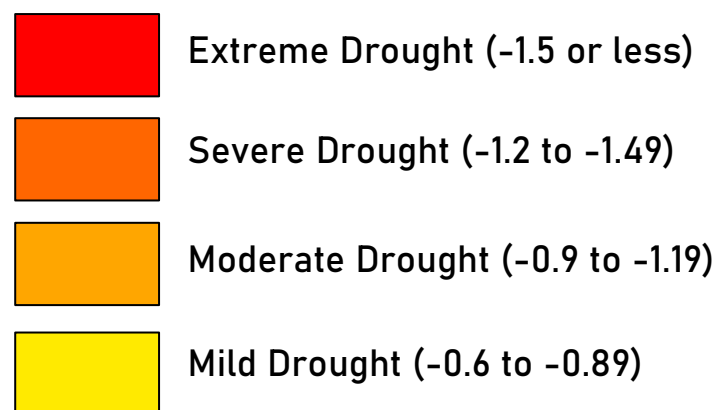 Extreme Drought (-1.5 or less)
Severe Drought (-1.2 to -1.49)
Moderate Drought (-0.9 to -1.19)
Mild Drought (-0.6 to -0.89)